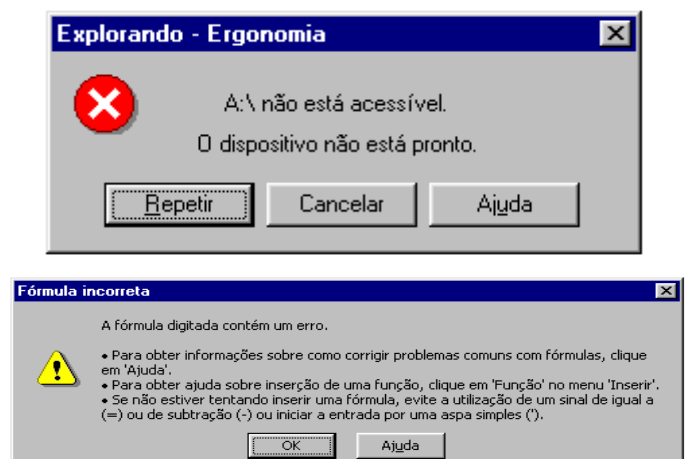 Explorando - Ergonomia
A:\ não está acessível.
O dispositivo não está pronto.
Repetir Cancelar Ajuda
Fórmula incorreta
A fórmula digitada contém um erro.
• Para obter informações sobre como corrigir problemas comuns com fórmulas, clique
em 'Ajuda'.
• Para obter ajuda sobre inserção de uma função, clique em 'Função' no menu 'Inserir'.
• Se não estiver tentando inserir uma fórmula, evite a utilização de um sinal de igual a
(=) ou de subtração (-) ou iniciar a entrada por uma aspa simples (').
OK Ajuda